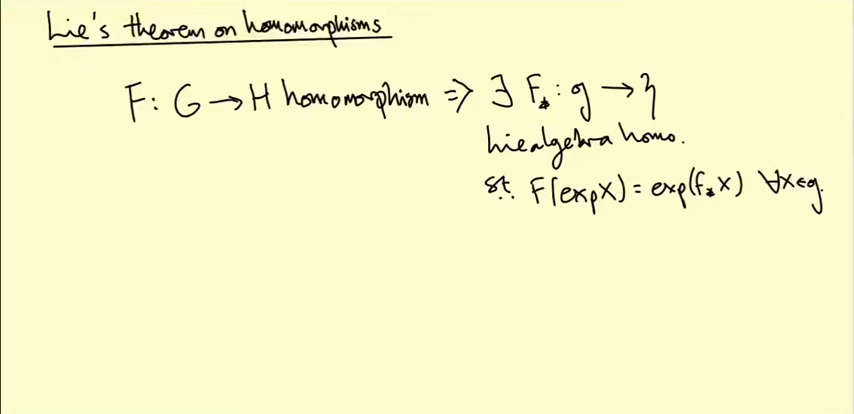 Lie's theorem on homomorphisms
F: G → H homomorphism ⇒ ∃ F⁎: g → η
Lie algebra homo.
st. F(exp X) = exp(f⁎X) ∀X∈g.